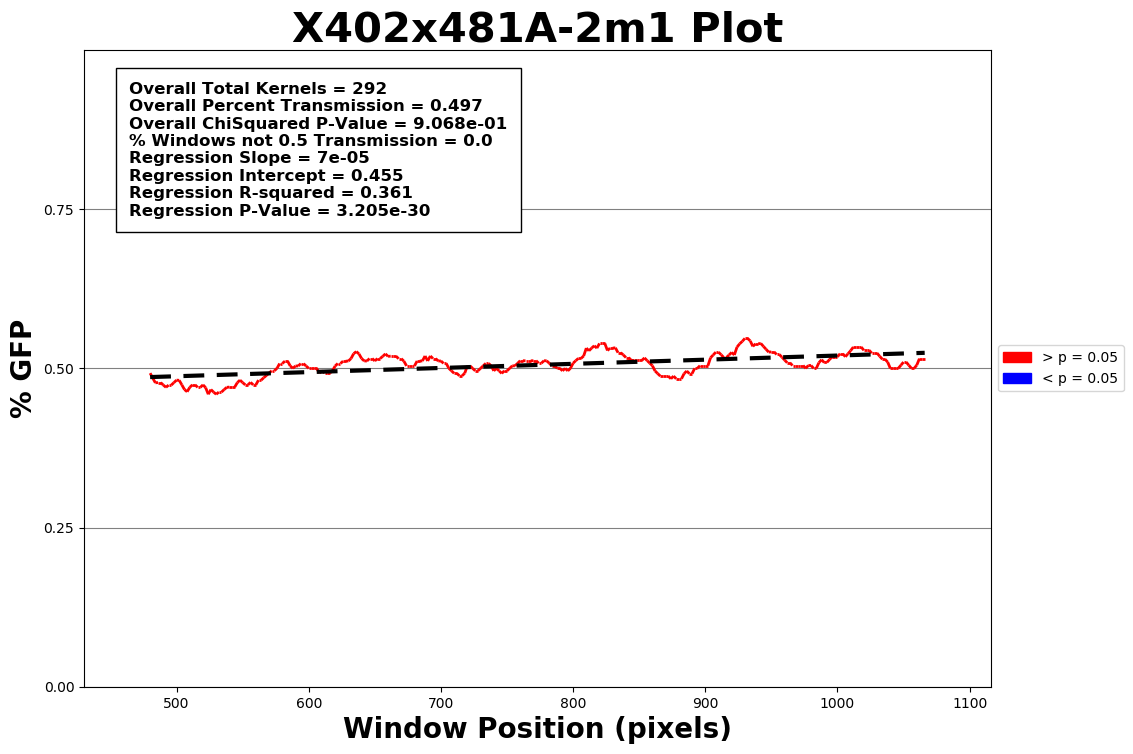 X402x481A-2m1 Plot
Overall Total Kernels = 292
Overall Percent Transmission = 0.497
Overall ChiSquared P-Value = 9.068e-01
% Windows not 0.5 Transmission = 0.0
Regression Slope = 7e-05
Regression Intercept = 0.455
Regression R-squared = 0.361
Regression P-Value = 3.205e-30
0.75
0.50
0.25
0.00
% GFP
> p = 0.05
< p = 0.05
500 600 700 800 900 1000 1100
Window Position (pixels)